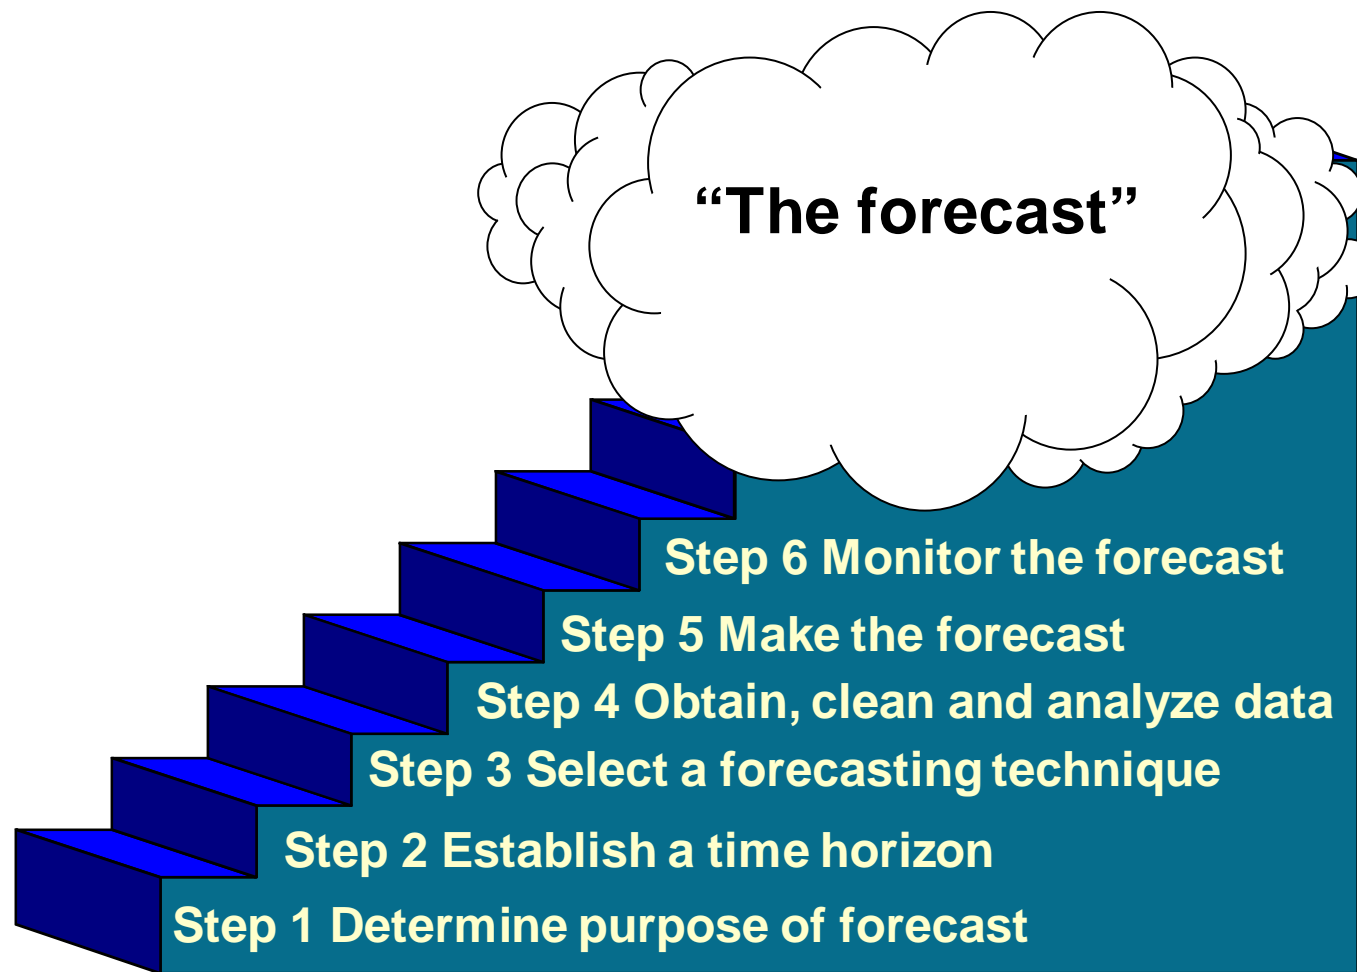 “The forecast”
Step 6 Monitor the forecast
Step 5 Make the forecast
Step 4 Obtain, clean and analyze data
Step 3 Select a forecasting technique
Step 2 Establish a time horizon
Step 1 Determine purpose of forecast